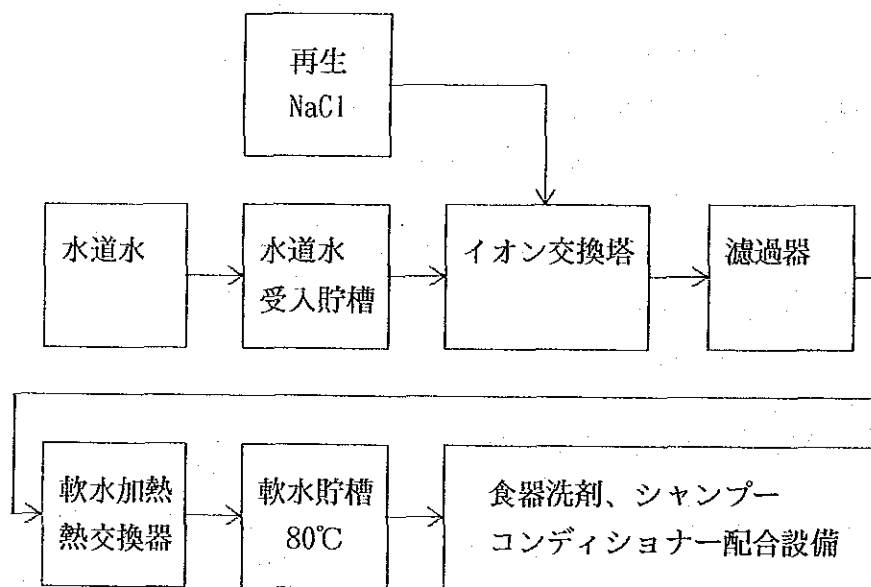 再生
NaCl
水道水
水道水
受入貯槽
イオン交換塔
濾過器
軟水加熱
熱交換器
軟水貯槽
80℃
食器洗剤、シャンプー
コンディショナー配合設備